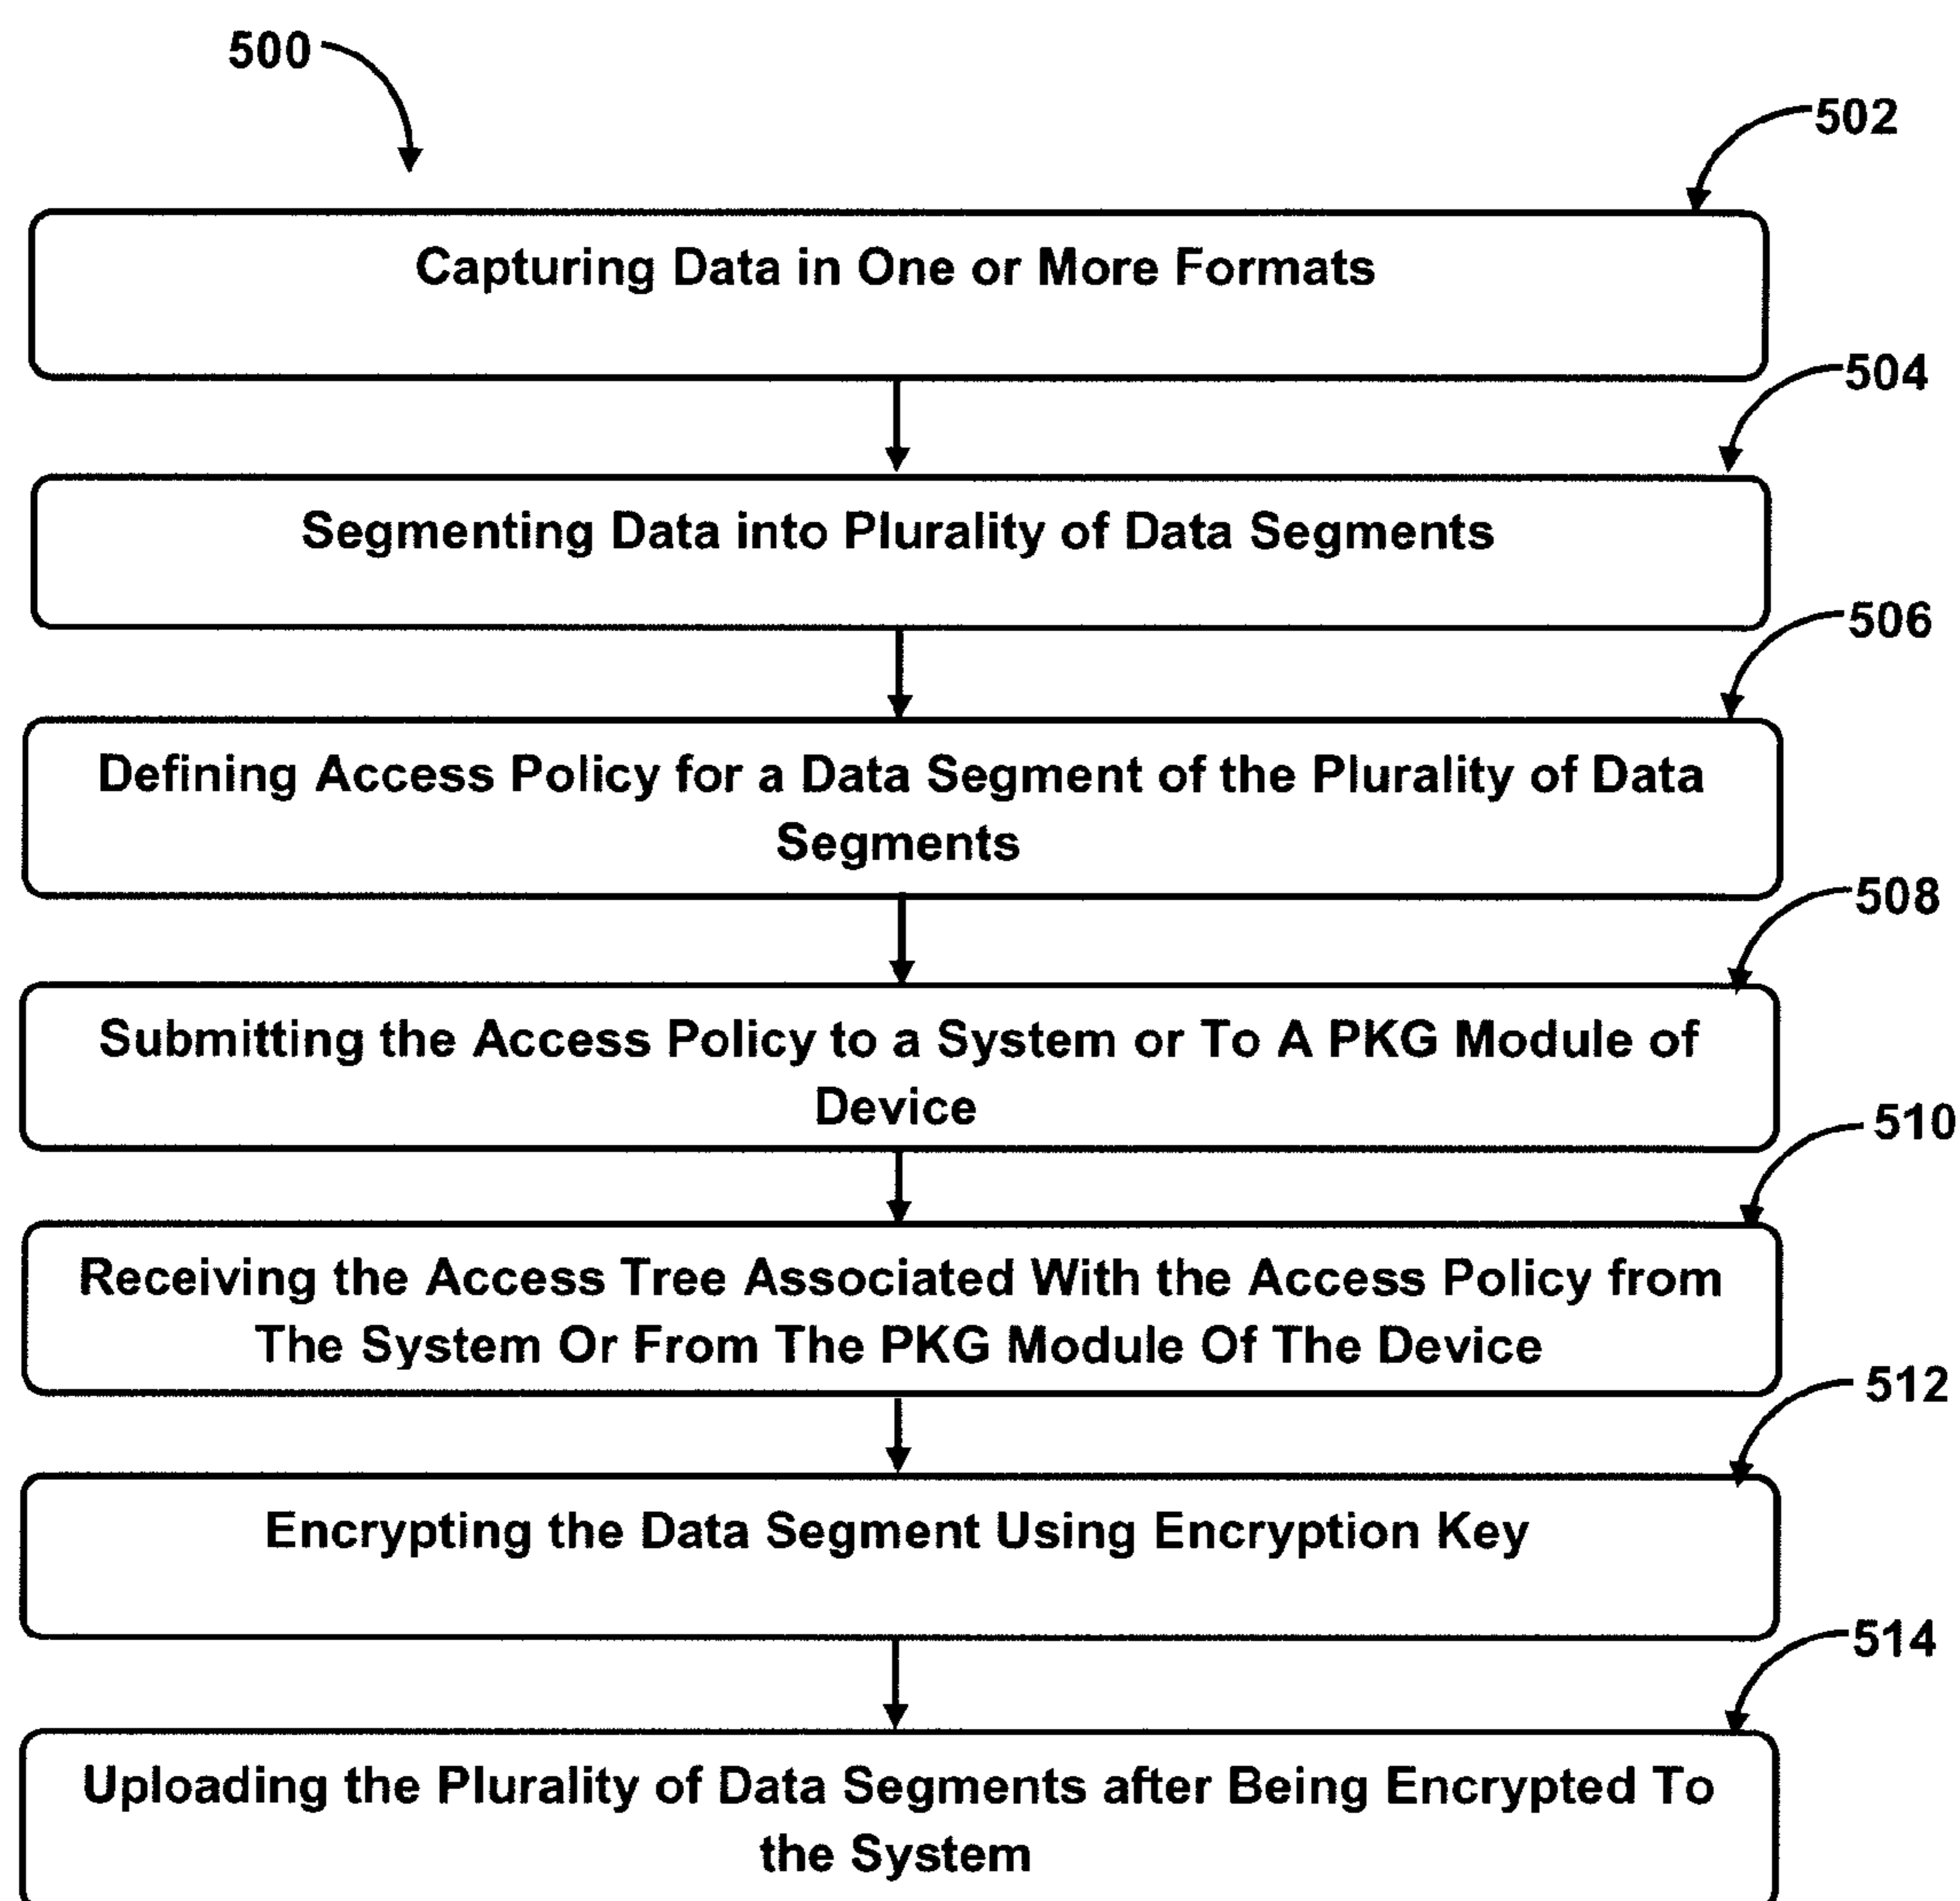 500
502
Capturing Data in One or More Formats
504
Segmenting Data into Plurality of Data Segments
506
Defining Access Policy for a Data Segment of the Plurality of Data
Segments
508
Submitting the Access Policy to a System or To A PKG Module of
Device
510
Receiving the Access Tree Associated With the Access Policy from
The System Or From The PKG Module Of The Device
512
Encrypting the Data Segment Using Encryption Key
514
Uploading the Plurality of Data Segments after Being Encrypted To
the System